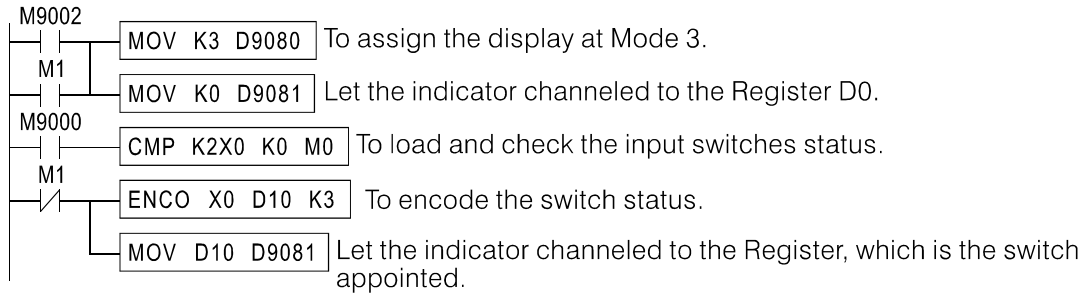 M9002
MOV K3 D9080 To assign the display at Mode 3.
M1
MOV K0 D9081 Let the indicator channeled to the Register D0.
M9000
CMP K2X0 K0 M0 To load and check the input switches status.
M1
ENCO X0 D10 K3 To encode the switch status.
MOV D10 D9081 Let the indicator channeled to the Register, which is the switch
appointed.